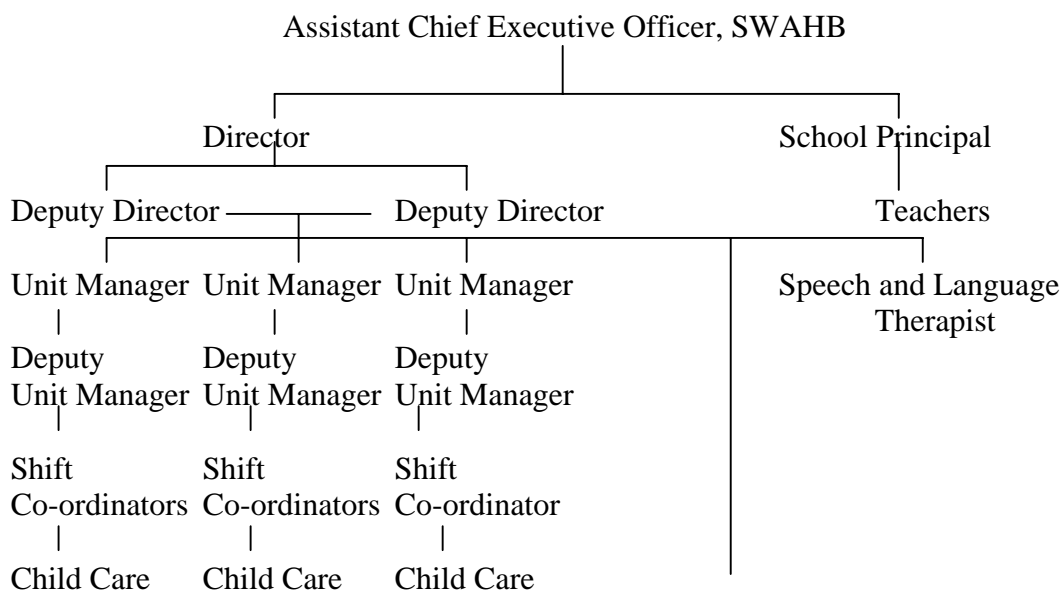 Assistant Chief Executive Officer, SWAHB
Director School Principal
Deputy Director Deputy Director Teachers
Unit Manager Unit Manager Unit Manager Speech and Language
Therapist
Deputy Deputy Deputy
Unit Manager Unit Manager Unit Manager
Shift Shift Shift
Co-ordinators Co-ordinators Co-ordinator
Child Care Child Care Child Care